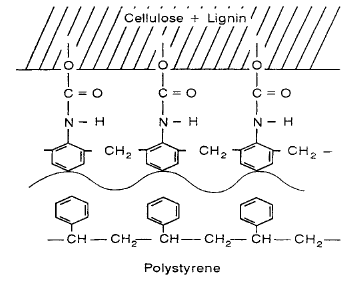 Cellulose + Lignin
O O O
C = O C = O C = O
N – H N – H N – H
CH2 CH2 CH2 –
–CH–CH2–CH–CH2–CH–CH2–
Polystyrene